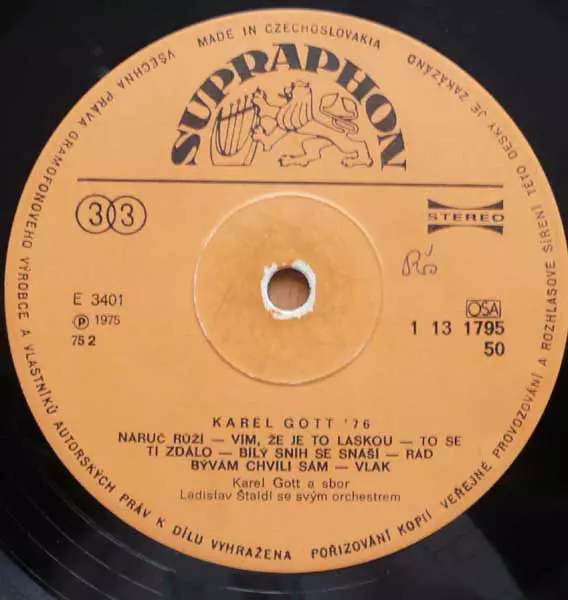 MADE IN CZECHOSLOVAKIA
SUPRAPHON
33
STEREO
Rš
E 3401
Ⓟ 1975
75 2
OSA
1 13 1795
50
KAREL GOTT '76
NÁRUČ RŮŽÍ — VÍM, ŽE JE TO LÁSKOU — TO SE
TI ZDÁLO — BÍLÝ SNÍH SE SNÁŠÍ — RÁD
BÝVÁM CHVÍLI SÁM — VLAK
Karel Gott a sbor
Ladislav Štaidl se svým orchestrem
VŠECHNA PRÁVA GRAMOFONOVÉHO VÝROBCE A VLASTNÍKŮ AUTORSKÝCH PRÁV K DÍLU VYHRAŽENA POŘIZOVÁNÍ KOPIÍ VEŘEJNÉ PROVOZOVÁNÍ A ROZHLASOVÉ ŠÍŘENÍ TÉTO DESKY JE ZAKÁZÁNO